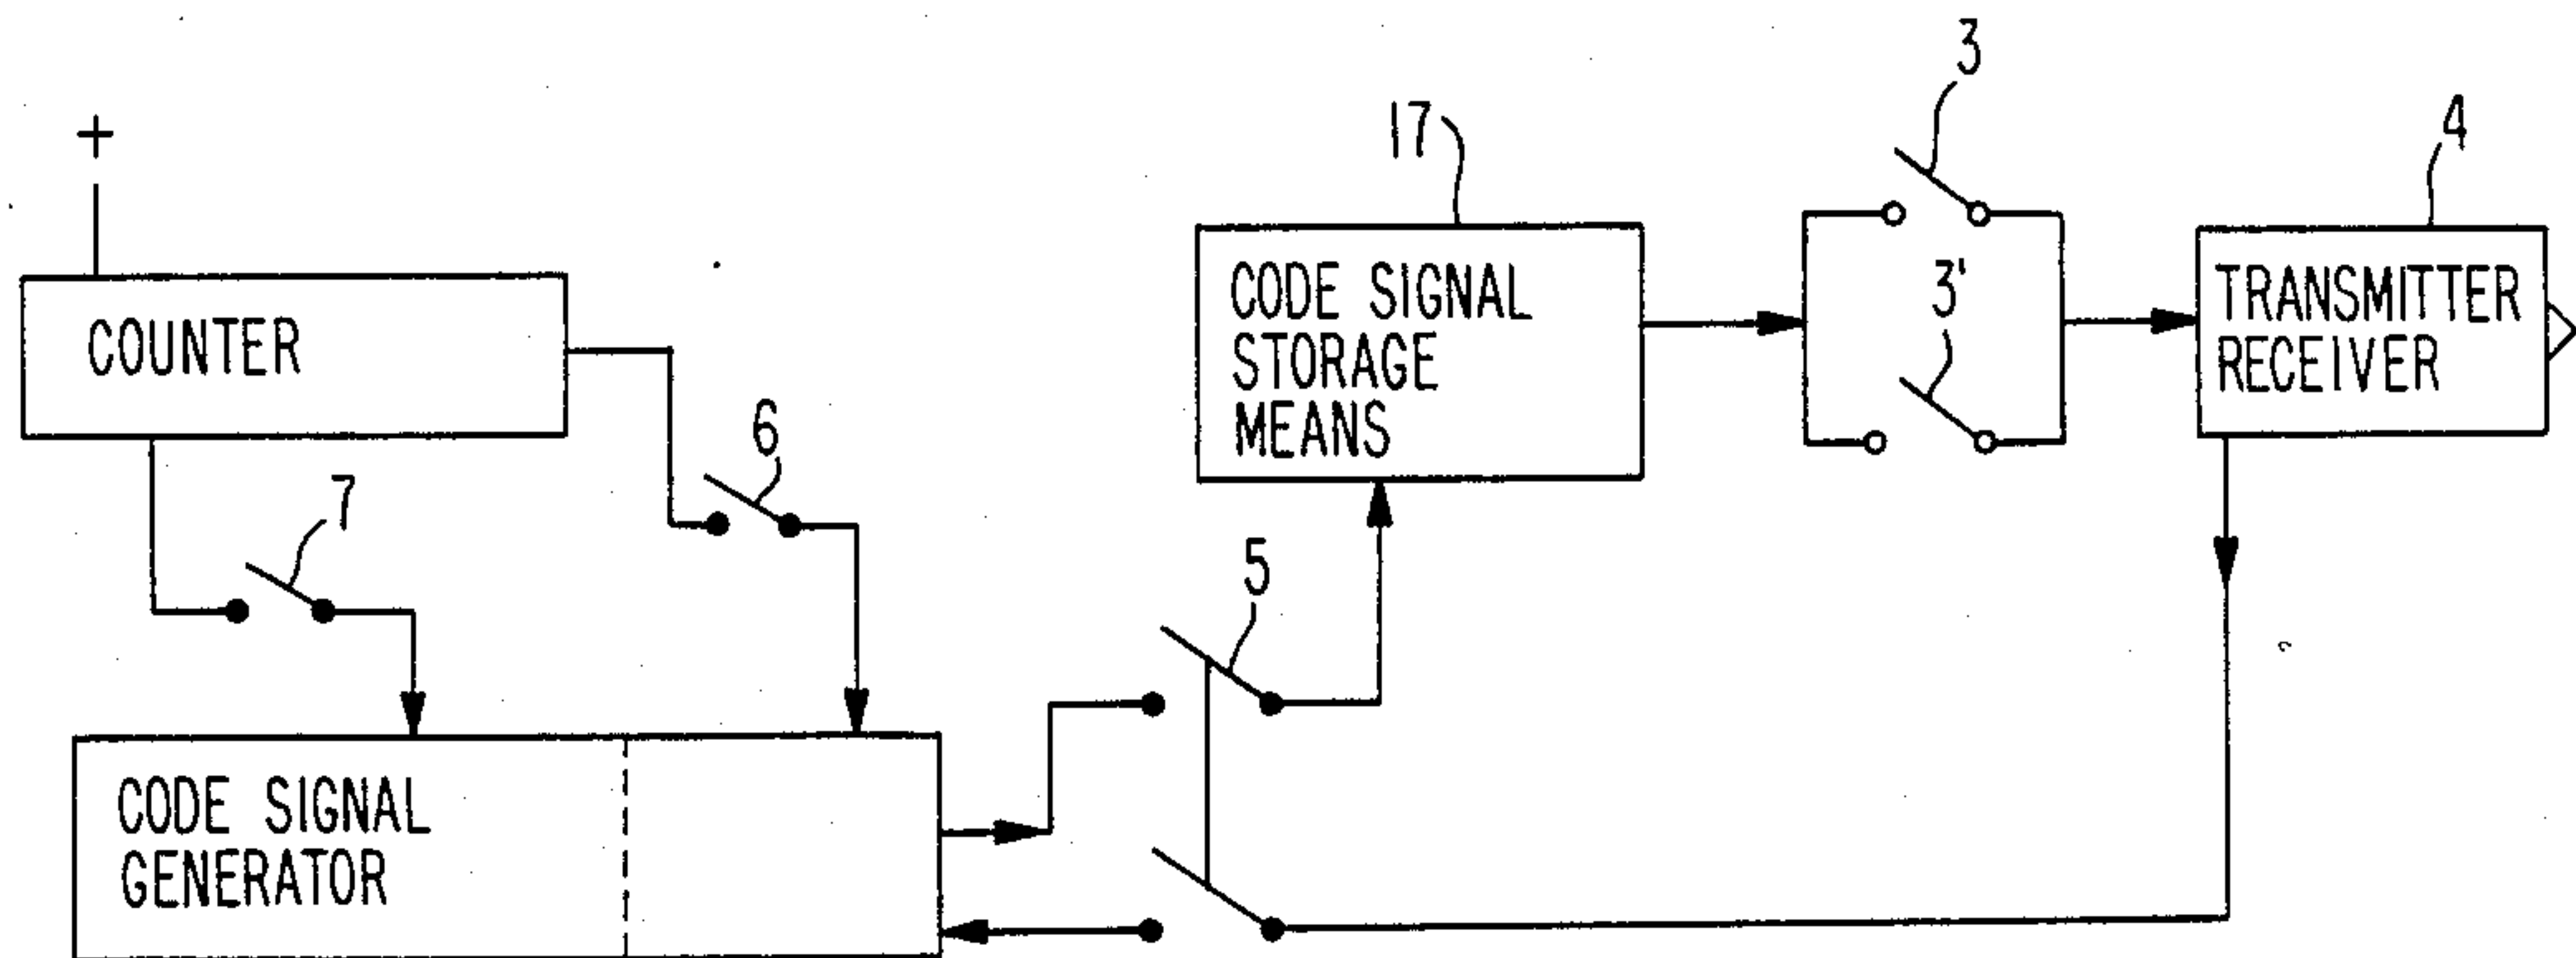 +
3
17
4
COUNTER
CODE SIGNAL
STORAGE
MEANS
3'
TRANSMITTER
RECEIVER
6
7
5
CODE SIGNAL
GENERATOR